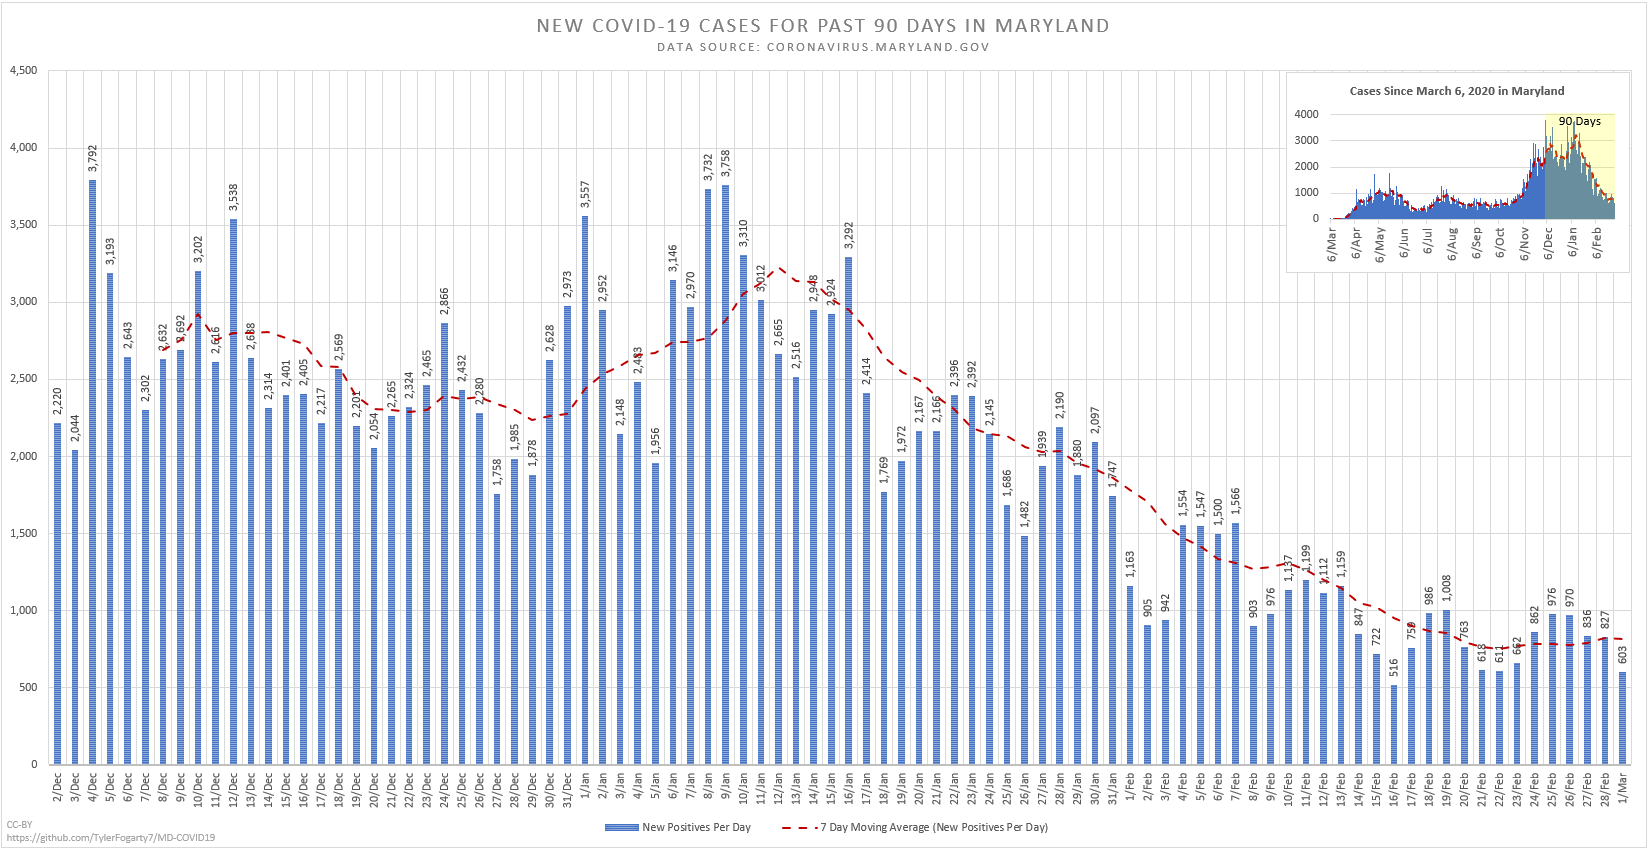 NEW COVID-19 CASES FOR PAST 90 DAYS IN MARYLAND
DATA SOURCE: CORONAVIRUS.MARYLAND.GOV
4,500
4,000
3,500
3,000
2,500
2,000
1,500
1,000
500
0
2,220
2,044
3,792
3,193
2,643
2,302
2,632
2,692
3,202
2,616
3,538
2,638
2,314
2,401
2,405
2,217
2,569
2,201
2,054
2,265
2,324
2,465
2,866
2,432
2,280
1,758
1,985
1,878
2,628
2,973
3,557
2,952
2,148
2,483
1,956
3,146
2,970
3,732
3,758
3,310
3,012
2,665
2,516
2,948
2,924
3,292
2,414
1,769
1,972
2,167
2,166
2,396
2,392
2,145
1,686
1,482
1,939
2,190
1,880
2,097
1,747
1,163
905
942
1,554
1,547
1,500
1,566
903
976
1,137
1,199
1,112
1,159
847
722
516
986
1,008
763
618
611
662
862
976
970
836
827
603
2/Dec
3/Dec
4/Dec
5/Dec
6/Dec
7/Dec
8/Dec
9/Dec
10/Dec
11/Dec
12/Dec
13/Dec
14/Dec
15/Dec
16/Dec
17/Dec
18/Dec
19/Dec
20/Dec
21/Dec
22/Dec
23/Dec
24/Dec
25/Dec
26/Dec
27/Dec
28/Dec
29/Dec
30/Dec
31/Dec
1/Jan
2/Jan
3/Jan
4/Jan
5/Jan
6/Jan
7/Jan
8/Jan
9/Jan
10/Jan
11/Jan
12/Jan
13/Jan
14/Jan
15/Jan
16/Jan
17/Jan
18/Jan
19/Jan
20/Jan
21/Jan
22/Jan
23/Jan
24/Jan
25/Jan
26/Jan
27/Jan
28/Jan
29/Jan
30/Jan
31/Jan
1/Feb
2/Feb
3/Feb
4/Feb
5/Feb
6/Feb
7/Feb
8/Feb
9/Feb
10/Feb
11/Feb
12/Feb
13/Feb
14/Feb
15/Feb
16/Feb
17/Feb
18/Feb
19/Feb
20/Feb
21/Feb
22/Feb
23/Feb
24/Feb
25/Feb
26/Feb
27/Feb
28/Feb
1/Mar
Cases Since March 6, 2020 in Maryland
90 Days
4000
3000
2000
1000
0
6/Mar
6/Apr
6/May
6/Jun
6/Jul
6/Aug
6/Sep
6/Oct
6/Nov
6/Dec
6/Jan
6/Feb
New Positives Per Day
7 Day Moving Average (New Positives Per Day)
CC-BY
https://github.com/TylerFogarty7/MD-COVID19